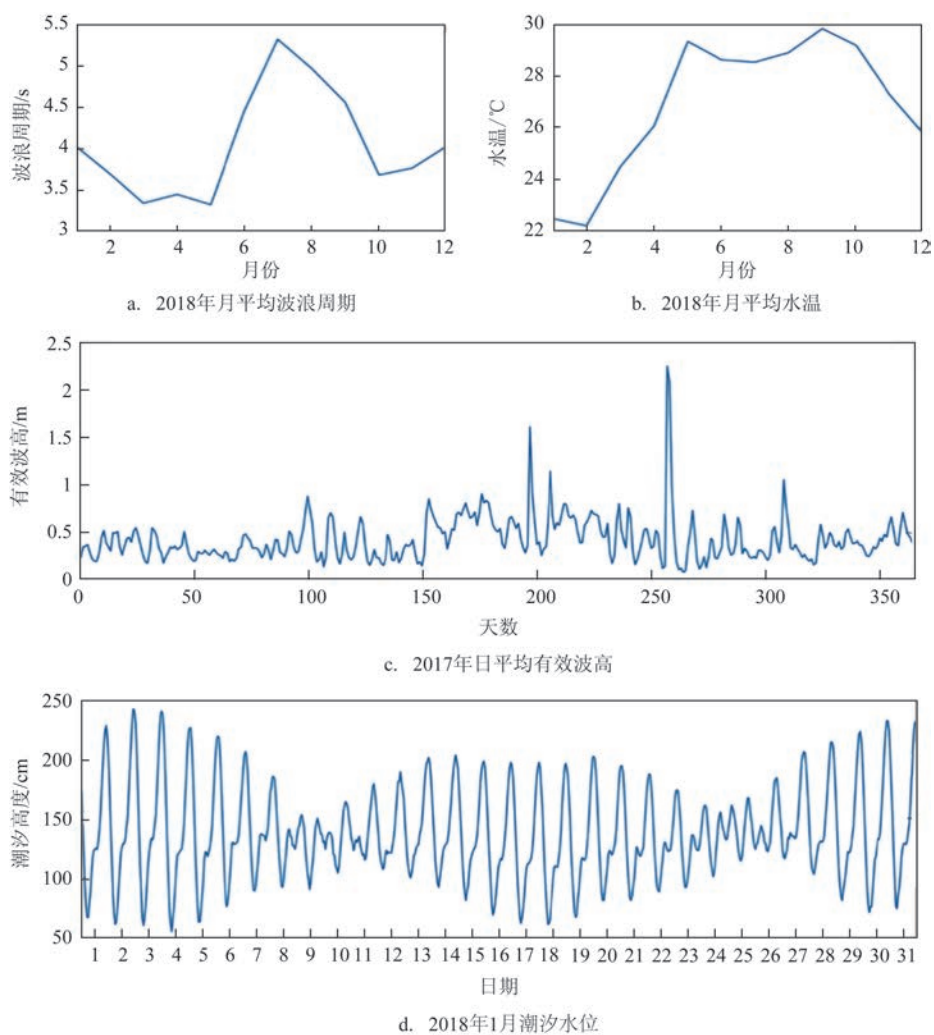 波浪周期/s
5.5
5
4.5
4
3.5
3
2 4 6 8 10 12
月份
a. 2018年月平均波浪周期
水温/℃
30
28
26
24
22
2 4 6 8 10 12
月份
b. 2018年月平均水温
有效波高/m
2.5
2
1.5
1
0.5
0
0 50 100 150 200 250 300 350
天数
c. 2017年日平均有效波高
潮汐高度/cm
250
200
150
100
50
1 2 3 4 5 6 7 8 9 10 11 12 13 14 15 16 17 18 19 20 21 22 23 24 25 26 27 28 29 30 31
日期
d. 2018年1月潮汐水位